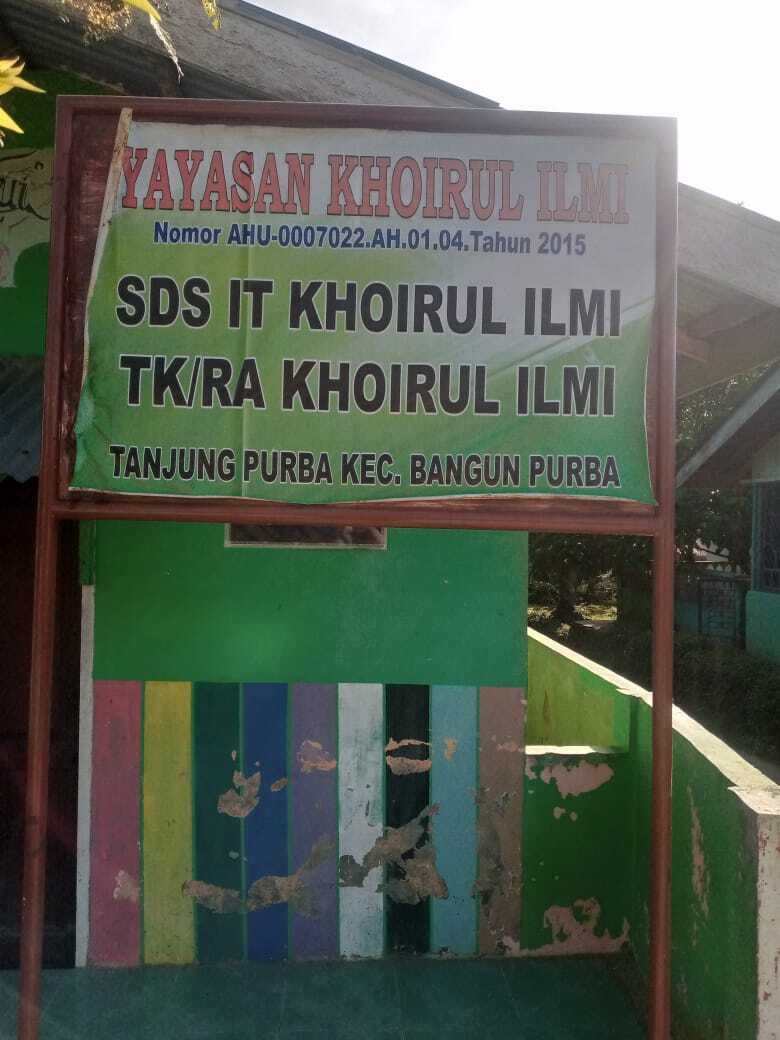 YAYASAN KHOIRUL ILMI
Nomor AHU-0007022.AH.01.04.Tahun 2015
SDS IT KHOIRUL ILMI
TK/RA KHOIRUL ILMI
TANJUNG PURBA KEC. BANGUN PURBA